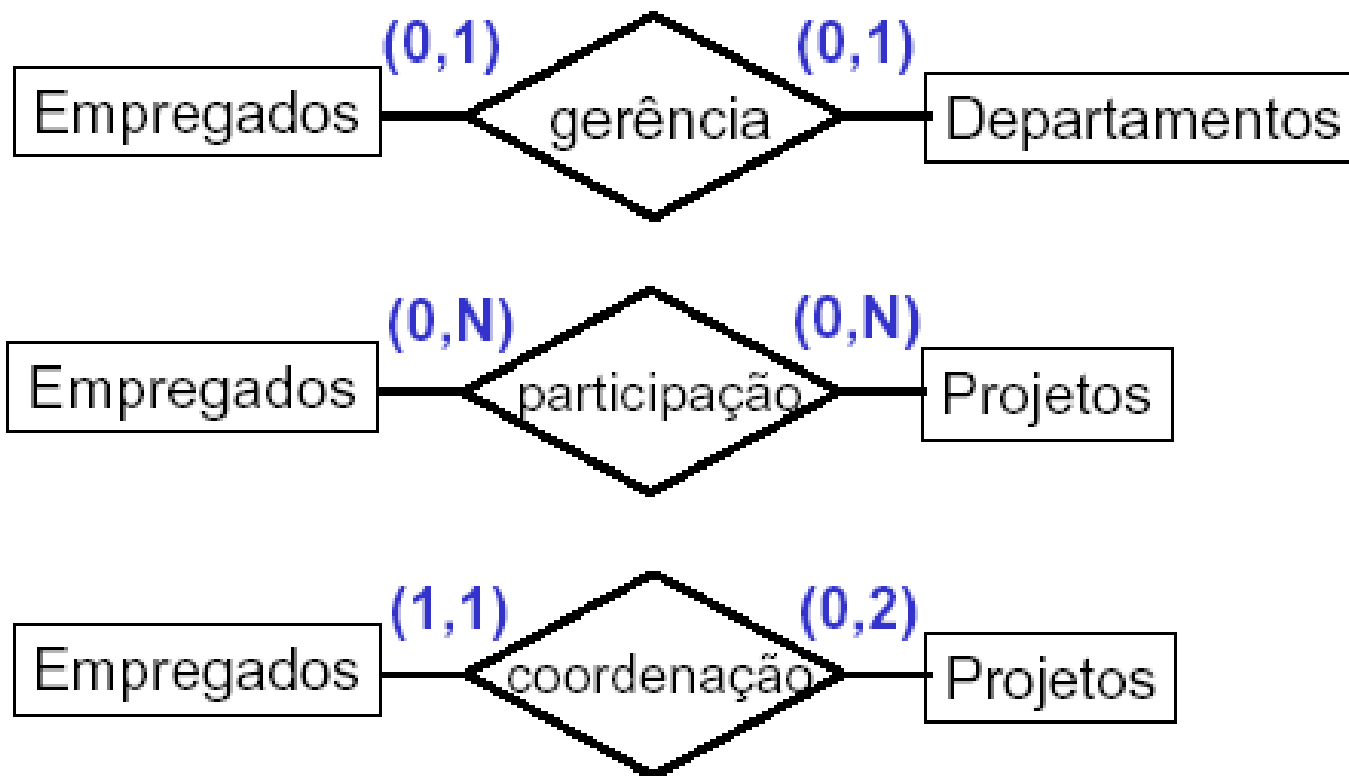 (0,1) (0,1)
Empregados gerência Departamentos
(0,N) (0,N)
Empregados participação Projetos
(1,1) (0,2)
Empregados coordenação Projetos